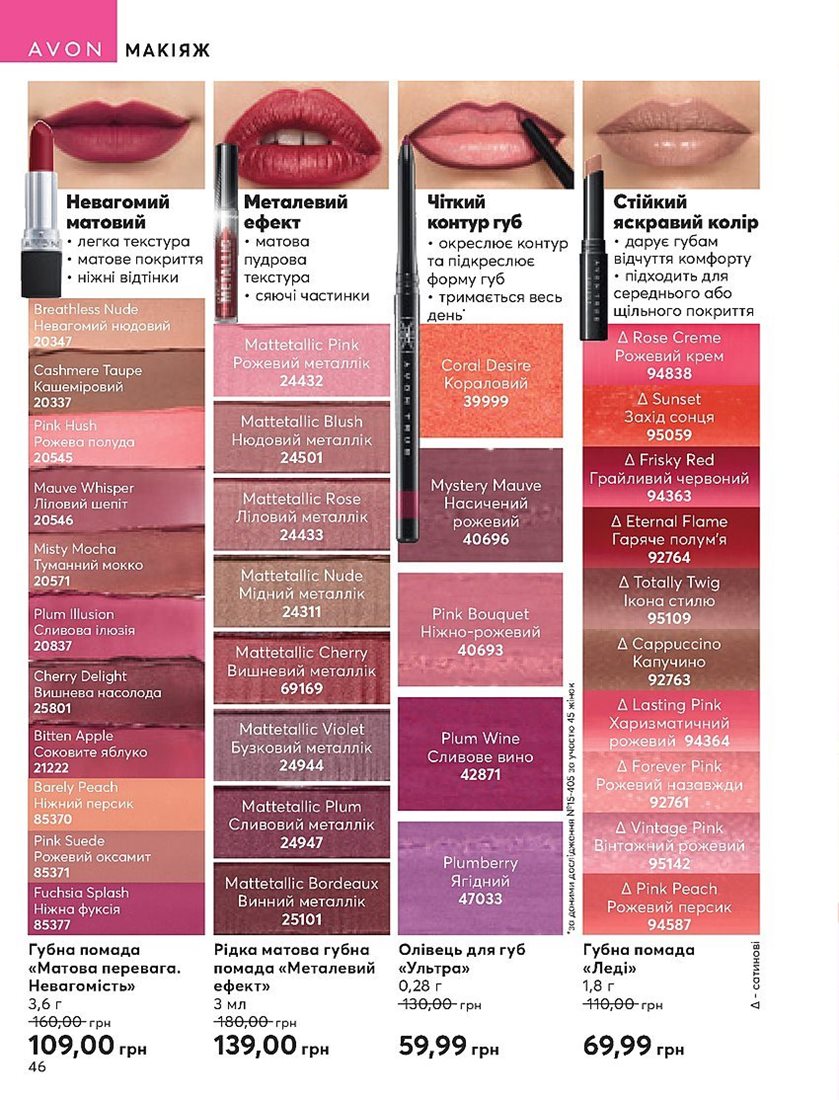 AVON
МАКІЯЖ
Невагомий
матовий
• легка текстура
• матове покриття
• ніжні відтінки
Breathless Nude
Невагомий нюдовий
20347
Cashmere Taupe
Кашеміровий
20337
Pink Hush
Рожева полуда
20545
Mauve Whisper
Ліловий шепіт
20546
Misty Mocha
Туманний мокко
20571
Plum Illusion
Сливова ілюзія
20837
Cherry Delight
Вишнева насолода
25801
Bitten Apple
Соковите яблуко
21222
Barely Peach
Ніжний персик
85370
Pink Suede
Рожевий оксамит
85371
Fuchsia Splash
Ніжна фуксія
85377
Губна помада
«Матова перевага.
Невагомість»
3,6 г
160,00 грн
109,00 грн
METALLIC
Металевий
ефект
• матова
пудрова
текстура
• сяючі частинки
Mattetallic Pink
Рожевий металлік
24432
Mattetallic Blush
Нюдовий металлік
24501
Mattetallic Rose
Ліловий металлік
24433
Mattetallic Nude
Мідний металлік
24311
Mattetallic Cherry
Вишневий металлік
69169
Mattetallic Violet
Бузковий металлік
24944
Mattetallic Plum
Сливовий металлік
24947
Mattetallic Bordeaux
Винний металлік
25101
Рідка матова губна
помада «Металевий
ефект»
3 мл
180,00 грн
139,00 грн
AVON TRUE
Чіткий
контур губ
• окреслює контур
та підкреслює
форму губ
• тримається весь
день*
Coral Desire
Кораловий
39999
Mystery Mauve
Насичений
рожевий
40696
Pink Bouquet
Ніжно-рожевий
40693
Plum Wine
Сливове вино
42871
Plumberry
Ягідний
47033
*за даними дослідження №15-405 за участю 45 жінок
Олівець для губ
«Ультра»
0,28 г
130,00 грн
59,99 грн
Стійкий
яскравий колір
• дарує губам
відчуття комфорту
• підходить для
середнього або
щільного покриття
Δ Rose Creme
Рожевий крем
94838
Δ Sunset
Захід сонця
95059
Δ Frisky Red
Грайливий червоний
94363
Δ Eternal Flame
Гаряче полум'я
92764
Δ Totally Twig
Ікона стилю
95109
Δ Cappuccino
Капучино
92763
Δ Lasting Pink
Харизматичний
рожевий 94364
Δ Forever Pink
Рожевий назавжди
92761
Δ Vintage Pink
Вінтажний рожевий
95142
Δ Pink Peach
Рожевий персик
94587
Δ - сатинові
Губна помада
«Леді»
1,8 г
110,00 грн
69,99 грн
46